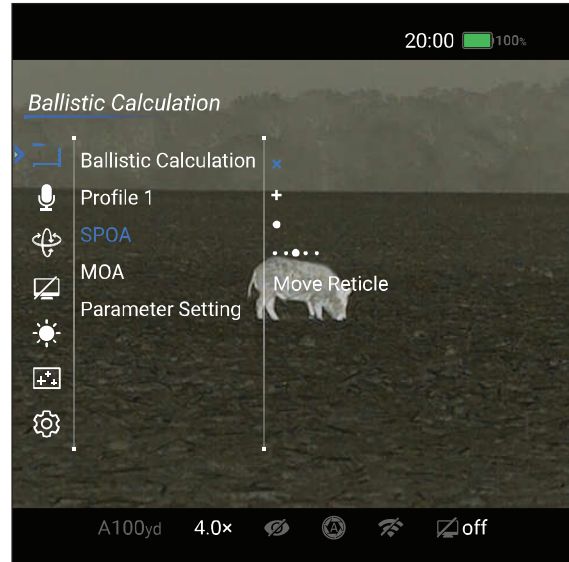 20:00 100%
Ballistic Calculation
Ballistic Calculation
Profile 1
SPOA
MOA
Parameter Setting
Move Reticle
A100yd 4.0× A off